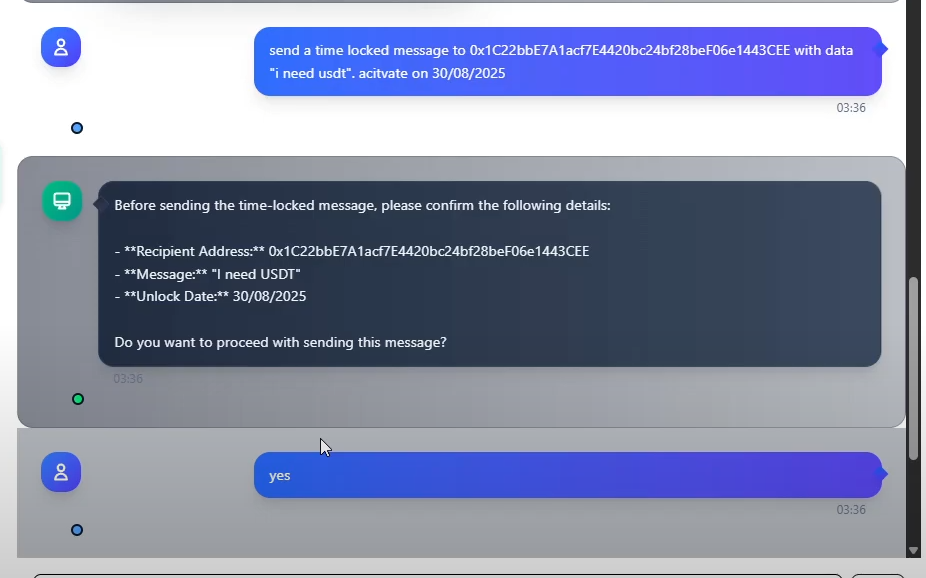 send a time locked message to 0x1C22bbE7A1acf7E4420bc24bf28beF06e1443CEE with data
"i need usdt". acitvate on 30/08/2025
03:36
Before sending the time-locked message, please confirm the following details:
- **Recipient Address:** 0x1C22bbE7A1acf7E4420bc24bf28beF06e1443CEE
- **Message:** "I need USDT"
- **Unlock Date:** 30/08/2025
Do you want to proceed with sending this message?
03:36
yes
03:36